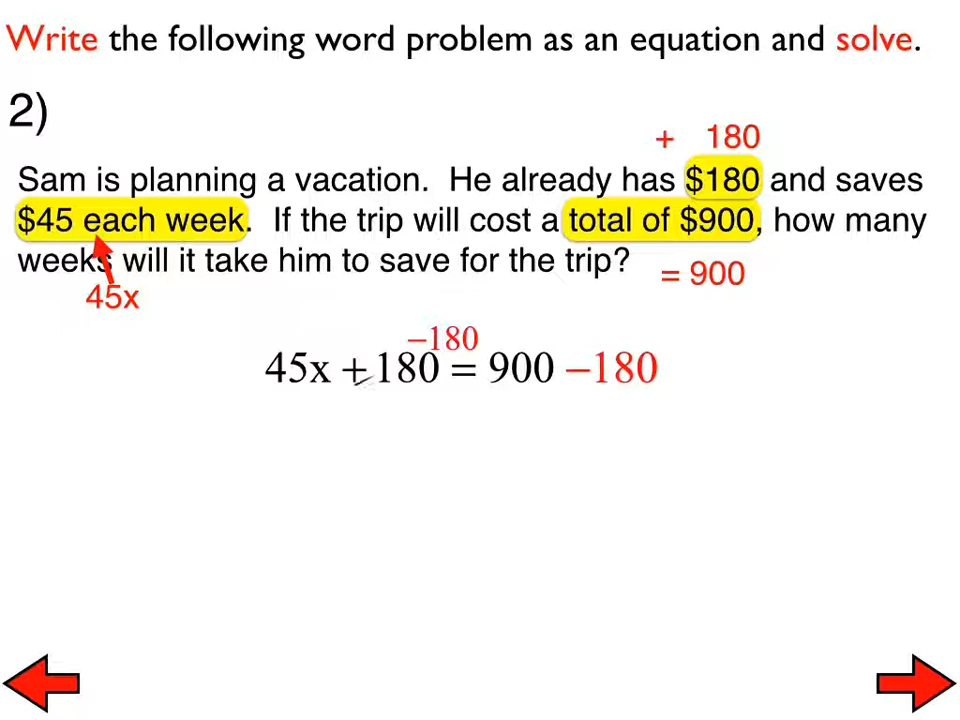 Write the following word problem as an equation and solve.
2)
+ 180
Sam is planning a vacation. He already has $180 and saves
$45 each week. If the trip will cost a total of $900, how many
weeks will it take him to save for the trip?
= 900
45x
−180
45x + 180 = 900 −180